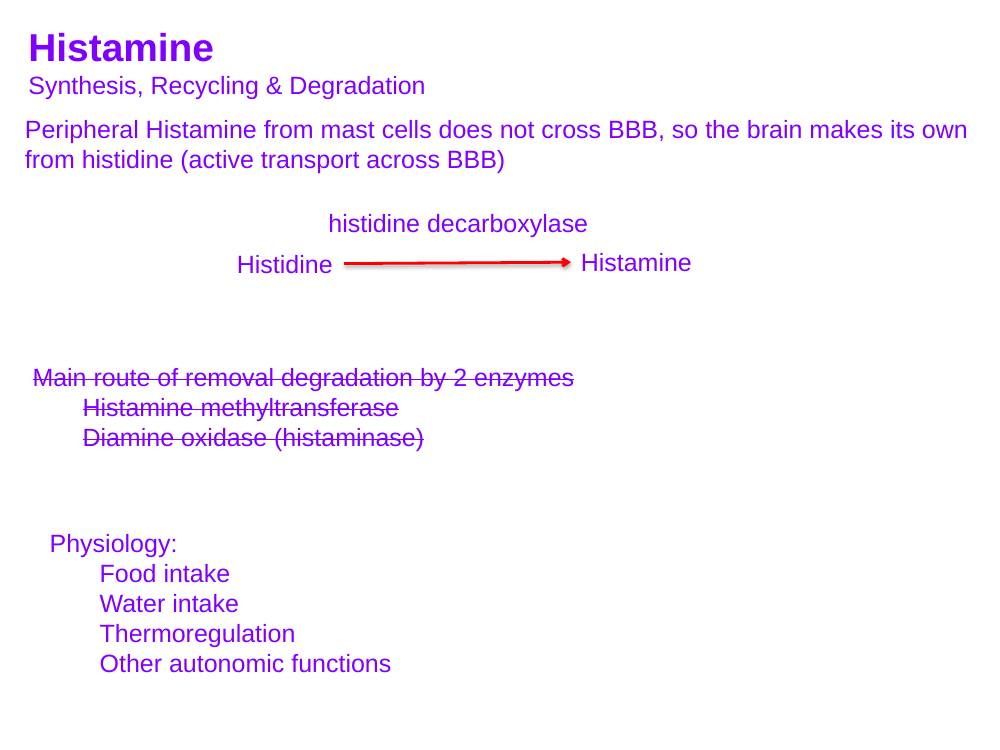 Histamine
Synthesis, Recycling & Degradation
Peripheral Histamine from mast cells does not cross BBB, so the brain makes its own
from histidine (active transport across BBB)
histidine decarboxylase
Histidine Histamine
Main route of removal degradation by 2 enzymes
Histamine methyltransferase
Diamine oxidase (histaminase)
Physiology:
Food intake
Water intake
Thermoregulation
Other autonomic functions